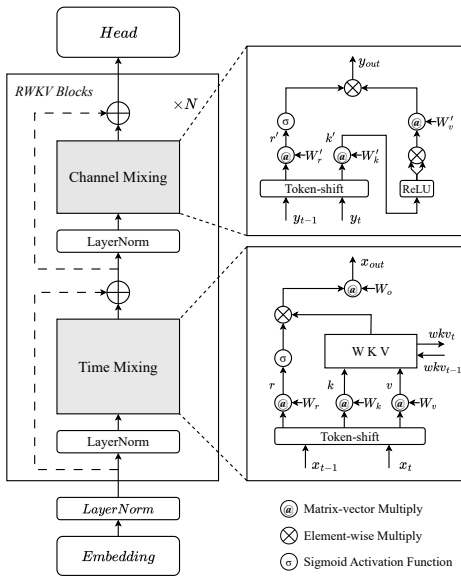 Head
RWKV Blocks
×N
Channel Mixing
LayerNorm
Time Mixing
LayerNorm
LayerNorm
Embedding
y_out
σ
@ W'_v
r' k'
@ W'_r @ W'_k
Token-shift ReLU
y_{t−1} y_t
x_out
@ W_o
W K V
wkv_t
wkv_{t−1}
σ
r k v
@ W_r @ W_k @ W_v
Token-shift
x_{t−1} x_t
@ Matrix-vector Multiply
Element-wise Multiply
σ Sigmoid Activation Function